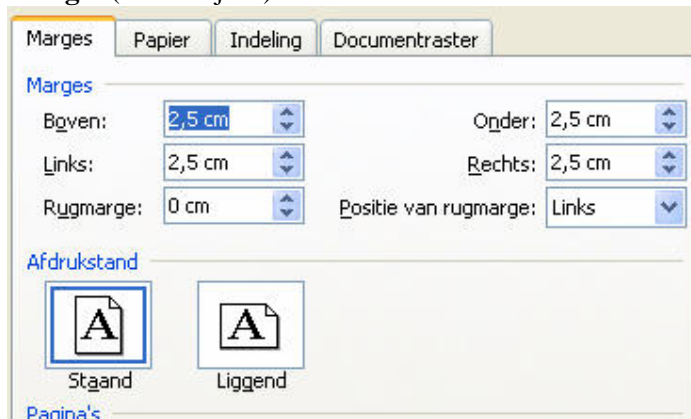 Marges Papier Indeling Documentraster
Marges
Boven: 2,5 cm Onder: 2,5 cm
Links: 2,5 cm Rechts: 2,5 cm
Rugmarge: 0 cm Positie van rugmarge: Links
Afdrukstand
A A
Staand Liggend
Pagina's